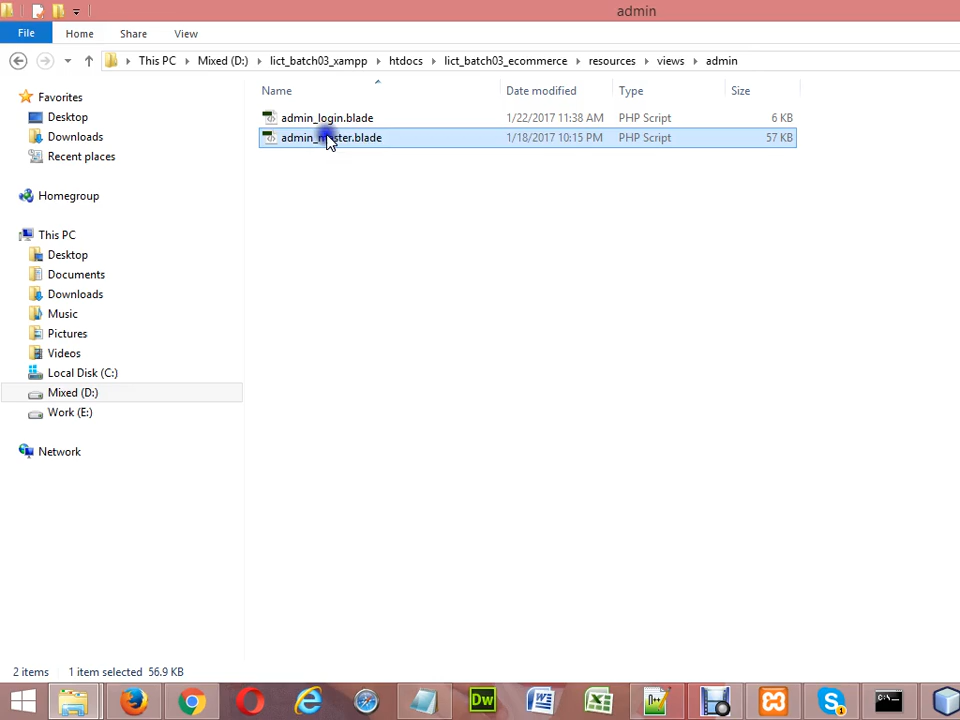 admin
File Home Share View
This PC Mixed (D:) lict_batch03_xampp htdocs lict_batch03_ecommerce resources views admin
Name Date modified Type Size
admin_login.blade 1/22/2017 11:38 AM PHP Script 6 KB
admin_master.blade 1/18/2017 10:15 PM PHP Script 57 KB
Favorites
Desktop
Downloads
Recent places
Homegroup
This PC
Desktop
Documents
Downloads
Music
Pictures
Videos
Local Disk (C:)
Mixed (D:)
Work (E:)
Network
2 items 1 item selected 56.9 KB
Dw